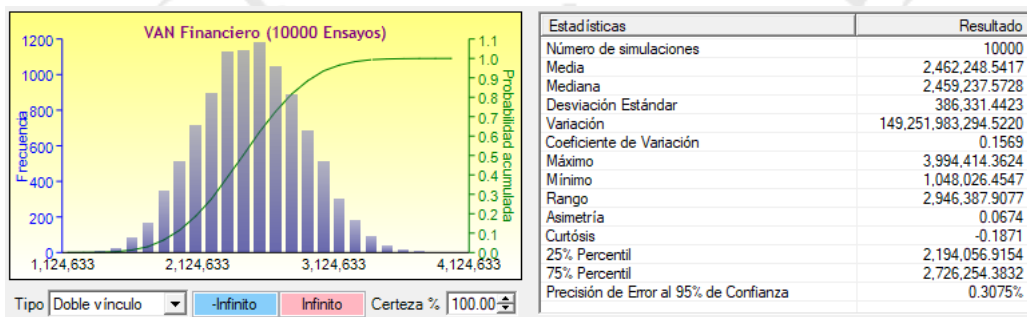 VAN Financiero (10000 Ensayos)
1200
1000
800
600
400
200
0
Frecuencia
1.1
1.0
0.9
0.8
0.7
0.6
0.5
0.4
0.3
0.2
0.1
0.0
Probabilidad acumulada
1,124,633 2,124,633 3,124,633 4,124,633
Tipo Doble vínculo -Infinito Infinito Certeza % 100.00
Estadísticas Resultado
Número de simulaciones 10000
Media 2,462,248.5417
Mediana 2,459,237.5728
Desviación Estándar 386,331.4423
Variación 149,251,983,294.5220
Coeficiente de Variación 0.1569
Máximo 3,994,414.3624
Mínimo 1,048,026.4547
Rango 2,946,387.9077
Asimetría 0.0674
Curtósis -0.1871
25% Percentil 2,194,056.9154
75% Percentil 2,726,254.3832
Precisión de Error al 95% de Confianza 0.3075%